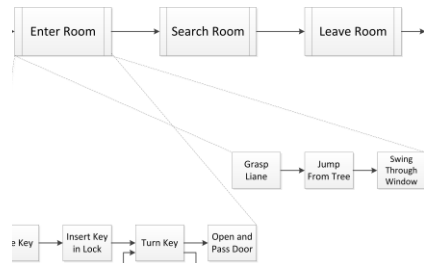 Enter Room
Search Room
Leave Room
Grasp
Liane
Jump
From Tree
Swing
Through
Window
e Key
Insert Key
in Lock
Turn Key
Open and
Pass Door